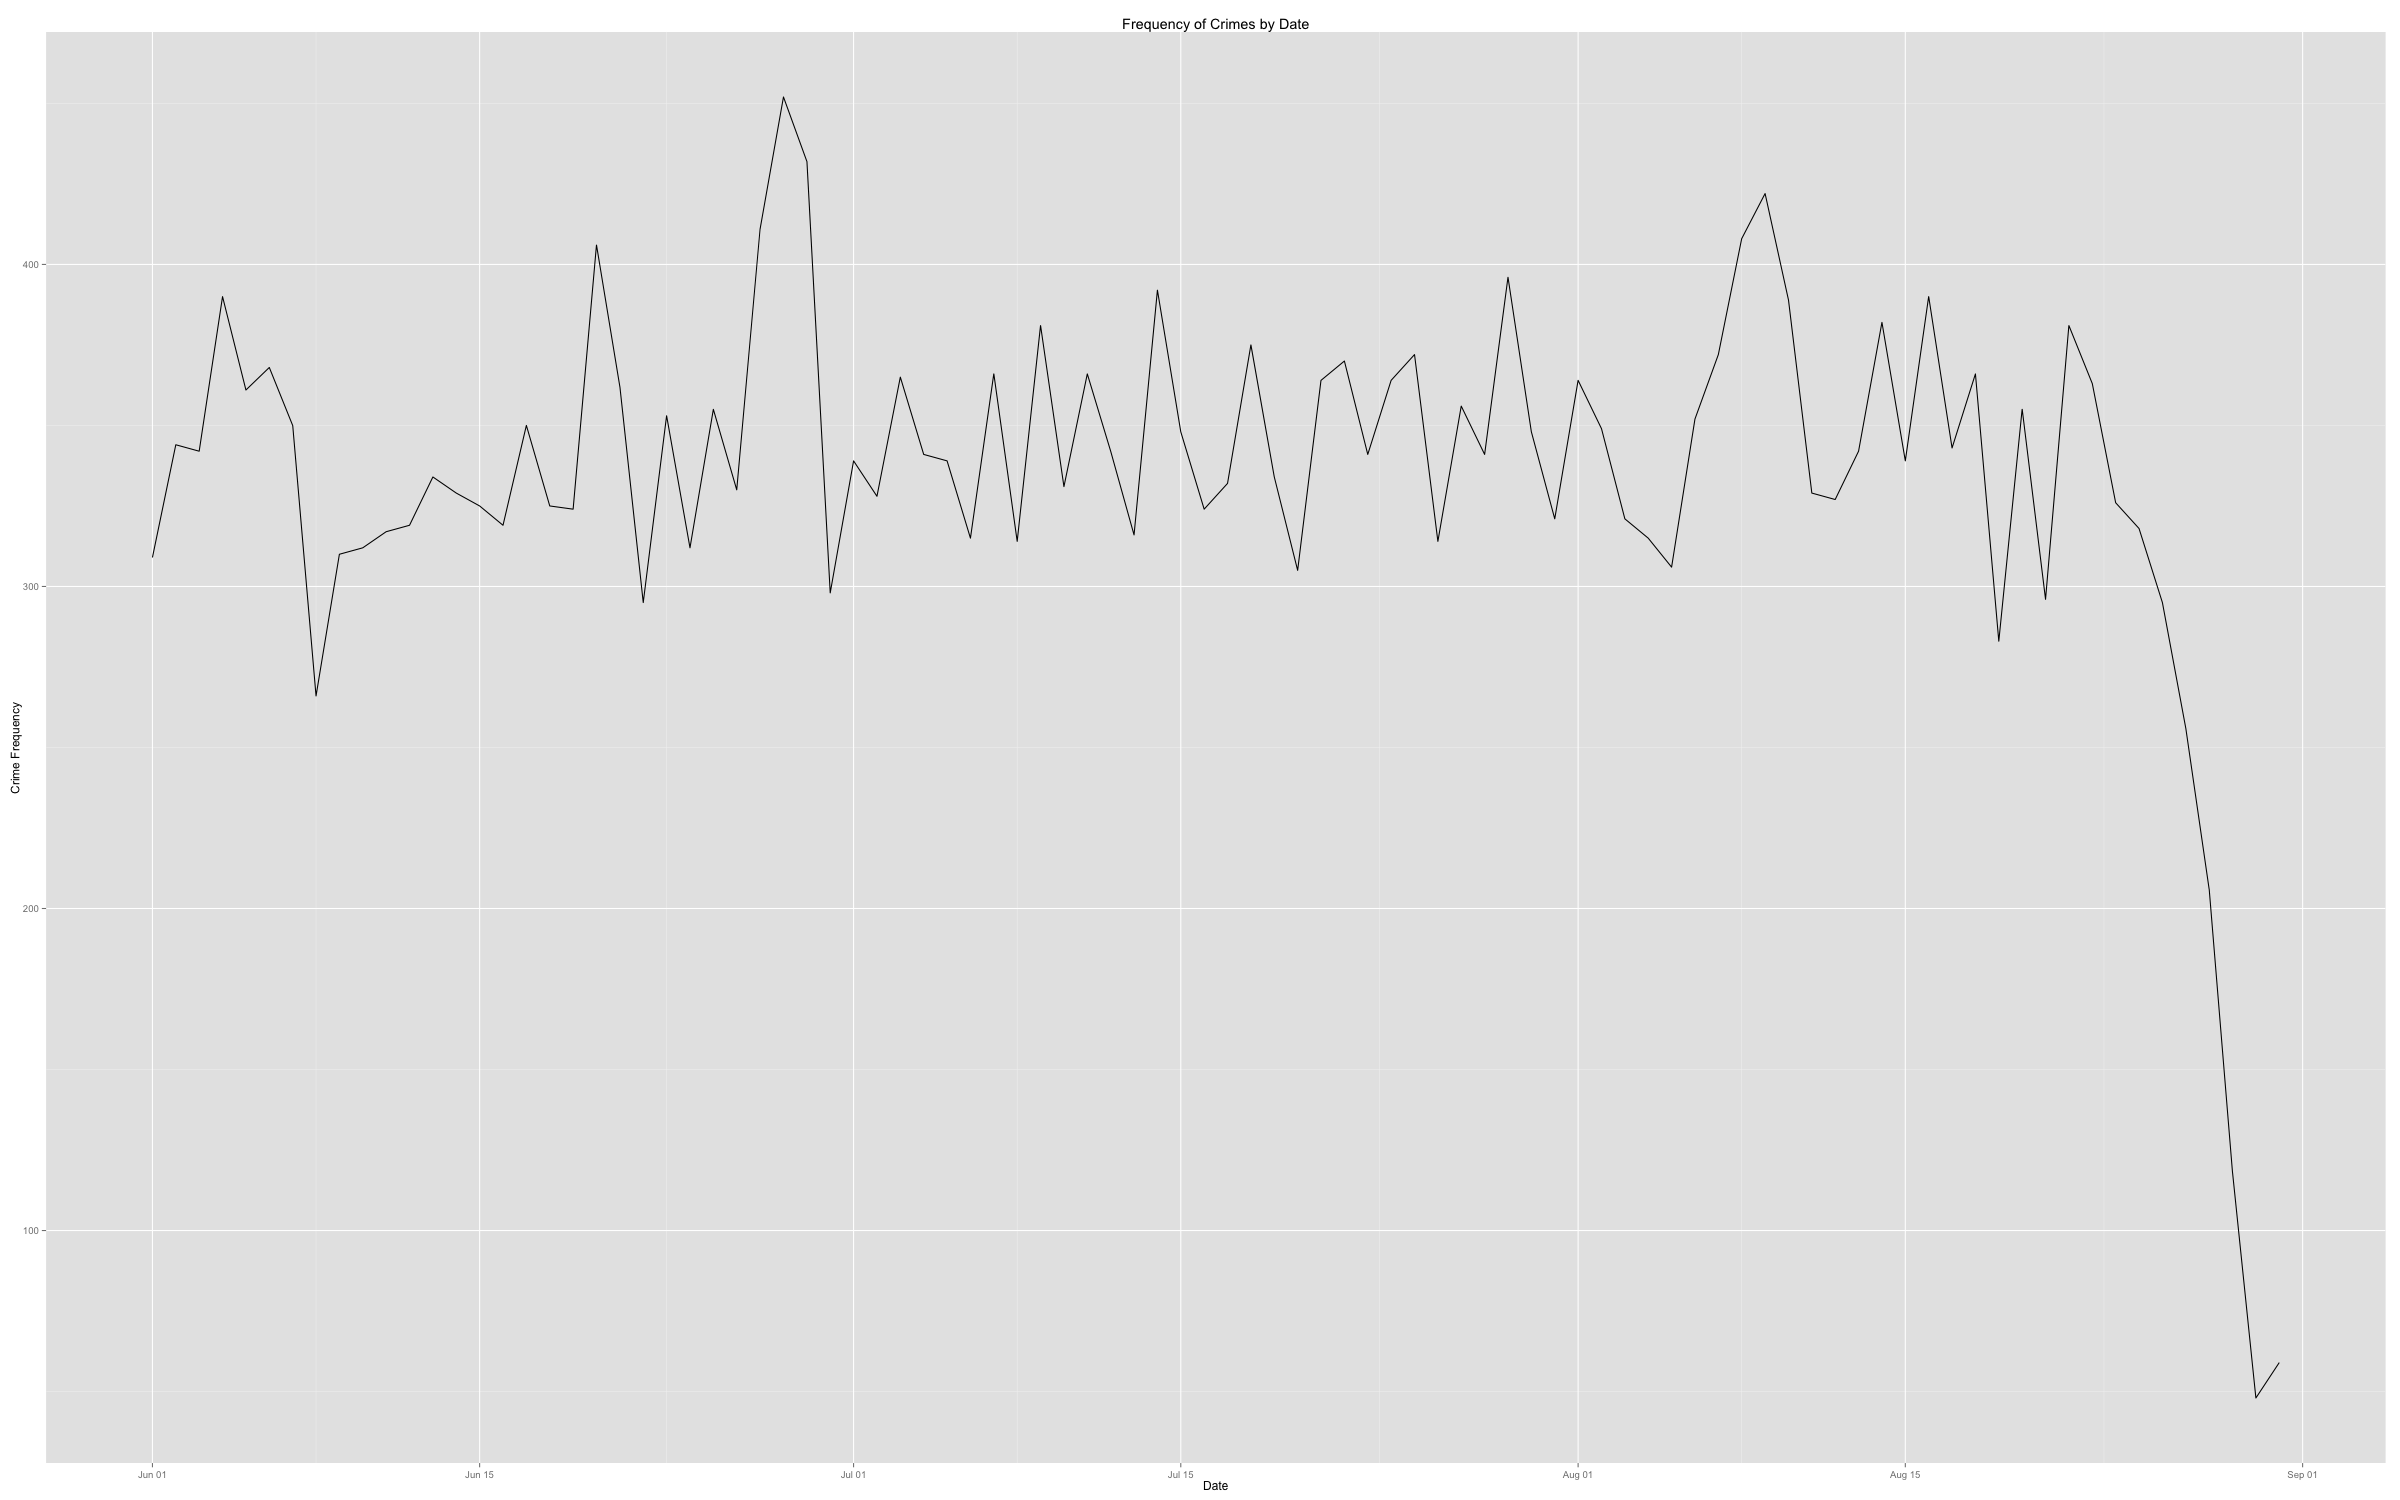 Frequency of Crimes by Date
Crime Frequency
400
300
200
100
Jun 01
Jun 15
Jul 01
Jul 15
Aug 01
Aug 15
Sep 01
Date